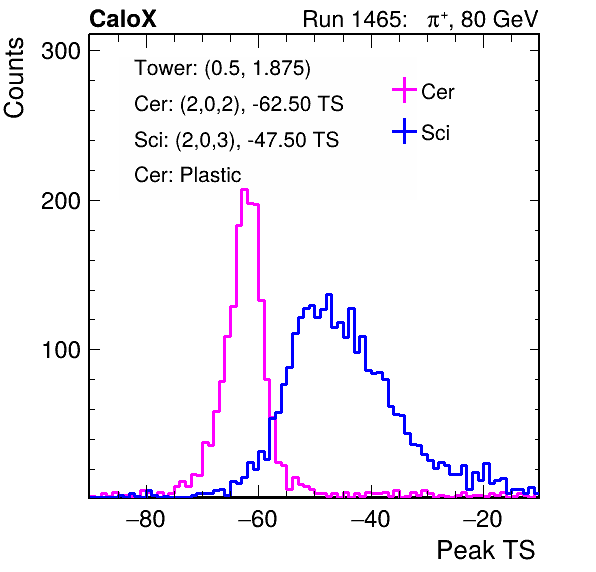 CaloX Run 1465: π⁺, 80 GeV
Counts
300
200
100
Tower: (0.5, 1.875)
Cer: (2,0,2), -62.50 TS
Sci: (2,0,3), -47.50 TS
Cer: Plastic
Cer
Sci
−80 −60 −40 −20
Peak TS